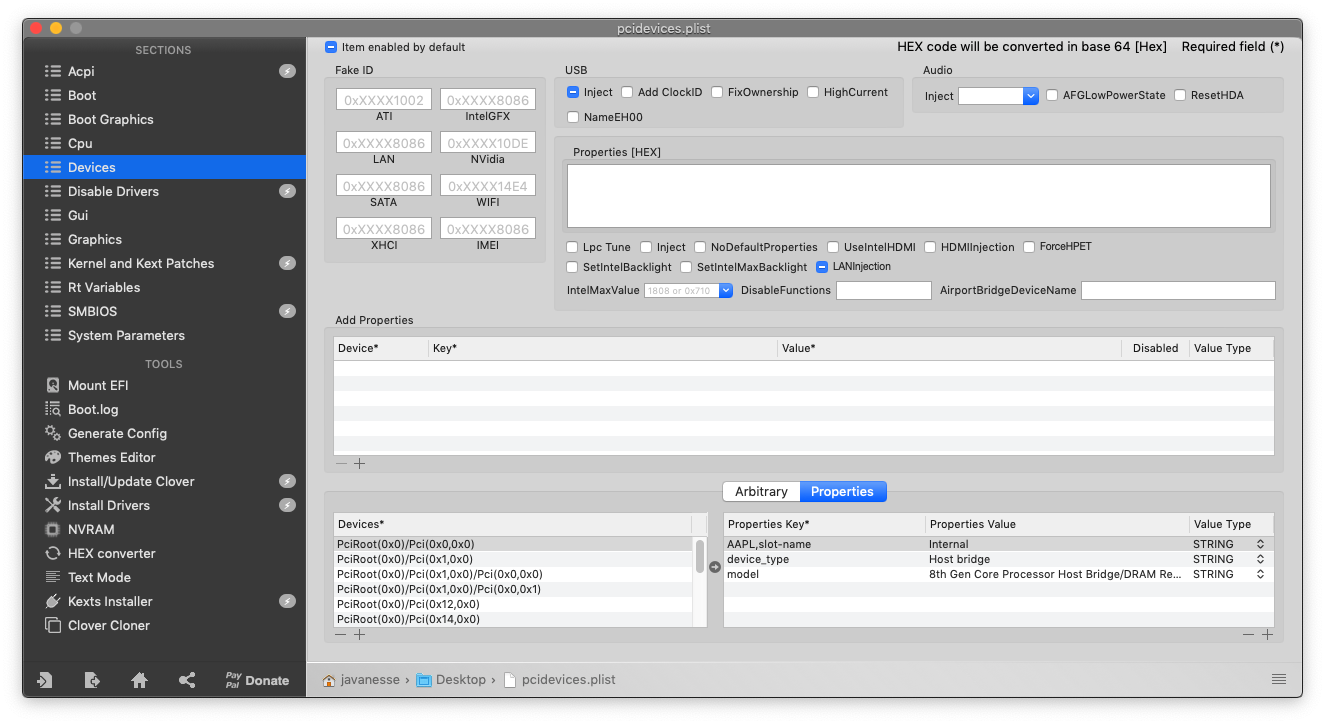 pcidevices.plist
SECTIONS
Acpi
Boot
Boot Graphics
Cpu
Devices
Disable Drivers
Gui
Graphics
Kernel and Kext Patches
Rt Variables
SMBIOS
System Parameters
TOOLS
Mount EFI
Boot.log
Generate Config
Themes Editor
Install/Update Clover
Install Drivers
NVRAM
HEX converter
Text Mode
Kexts Installer
Clover Cloner
Pay
Pal Donate
Item enabled by default
HEX code will be converted in base 64 [Hex] Required field (*)
Fake ID
0xXXXX1002 0xXXXX8086
ATI IntelGFX
0xXXXX8086 0xXXXX10DE
LAN NVidia
0xXXXX8086 0xXXXX14E4
SATA WIFI
0xXXXX8086 0xXXXX8086
XHCI IMEI
USB
Inject Add ClockID FixOwnership HighCurrent
NameEH00
Audio
Inject AFGLowPowerState ResetHDA
Properties [HEX]
Lpc Tune Inject NoDefaultProperties UseIntelHDMI HDMIInjection ForceHPET
SetIntelBacklight SetIntelMaxBacklight LANInjection
IntelMaxValue 1808 or 0x710 DisableFunctions AirportBridgeDeviceName
Add Properties
Device* Key* Value* Disabled Value Type
Arbitrary Properties
Devices*
PciRoot(0x0)/Pci(0x0,0x0)
PciRoot(0x0)/Pci(0x1,0x0)
PciRoot(0x0)/Pci(0x1,0x0)/Pci(0x0,0x0)
PciRoot(0x0)/Pci(0x1,0x0)/Pci(0x0,0x1)
PciRoot(0x0)/Pci(0x12,0x0)
PciRoot(0x0)/Pci(0x14,0x0)
Properties Key* Properties Value Value Type
AAPL,slot-name Internal STRING
device_type Host bridge STRING
model 8th Gen Core Processor Host Bridge/DRAM Re... STRING
javanesse › Desktop › pcidevices.plist